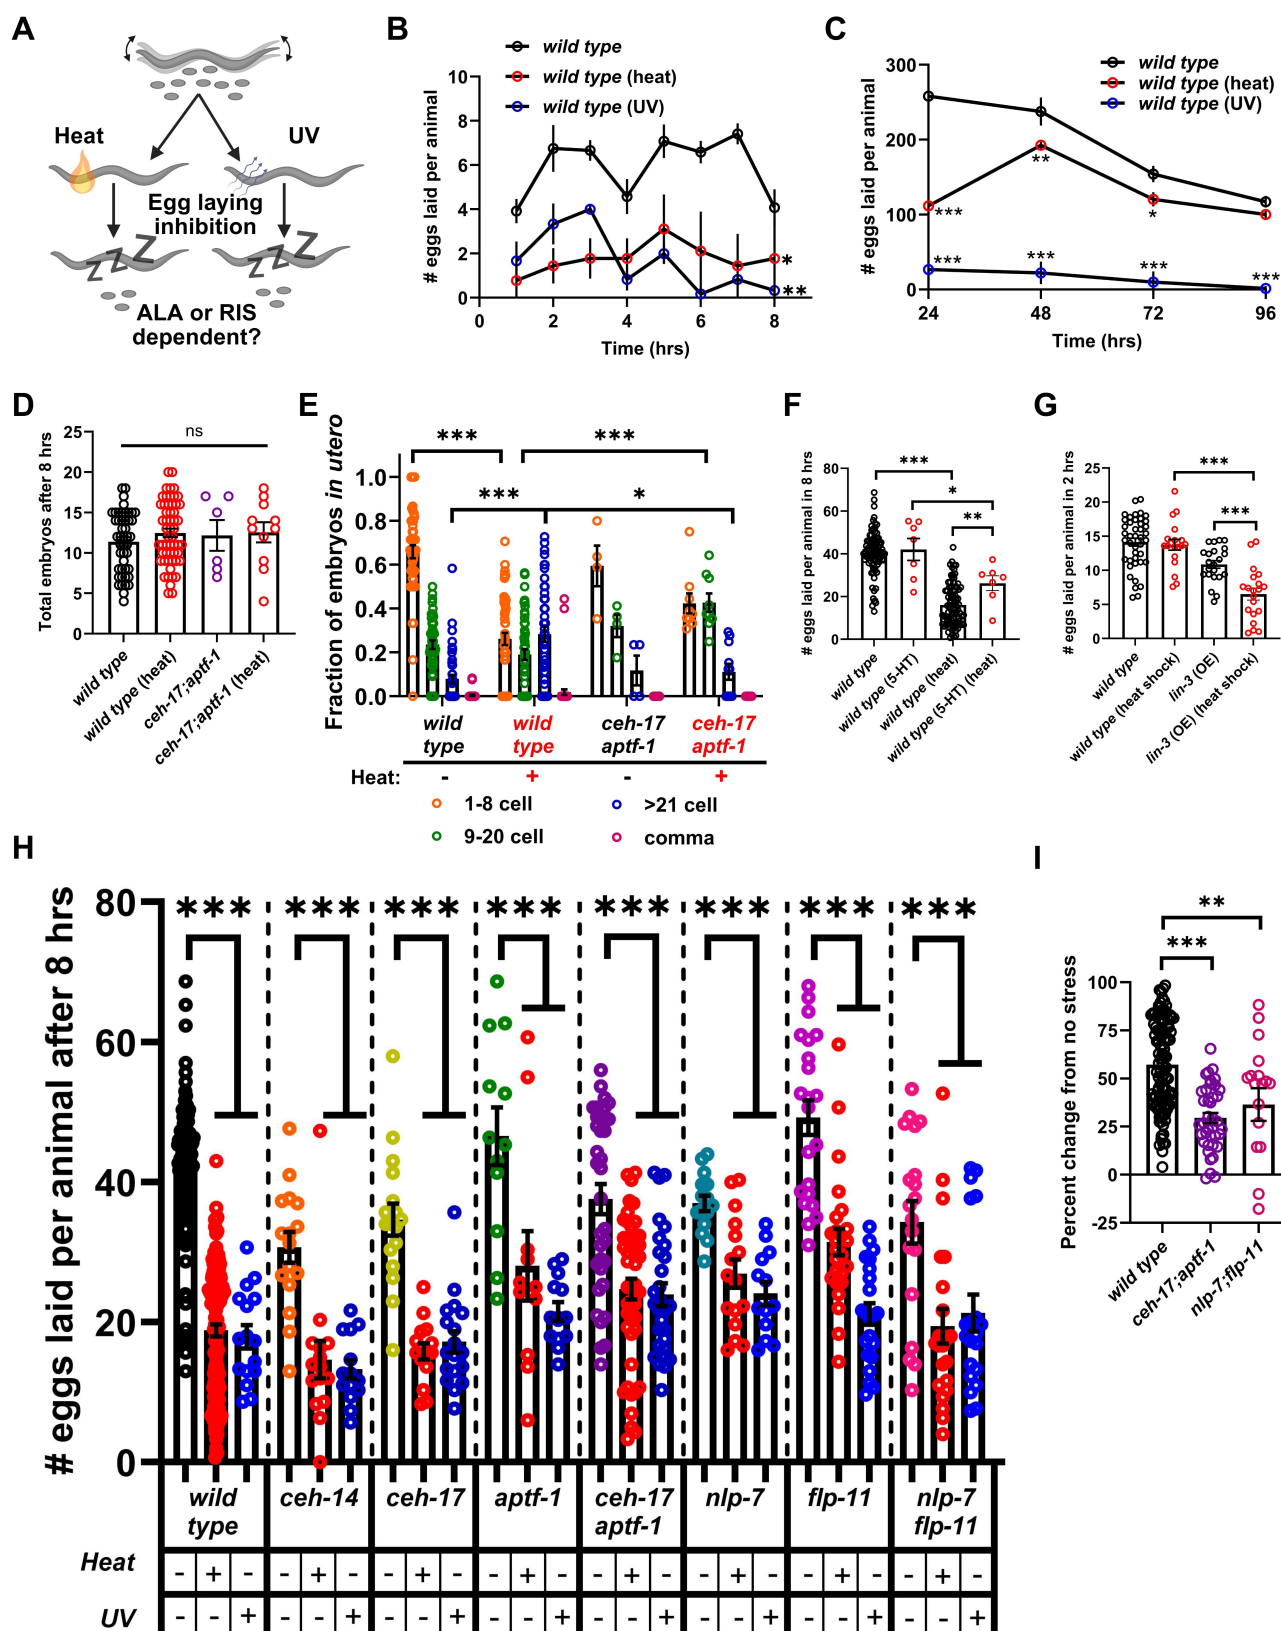 A
Heat
UV
Egg laying
inhibition
z z Z
z z Z
ALA or RIS
dependent?
B
wild type
wild type (heat)
wild type (UV)
# eggs laid per animal
10
8
6
4
2
0
0
2
4
6
8
*
**
Time (hrs)
C
wild type
wild type (heat)
wild type (UV)
# eggs laid per animal
300
200
100
0
***
**
*
***
***
***
***
24
48
72
96
Time (hrs)
D
Total embryos after 8 hrs
25
20
15
10
5
0
ns
wild type
wild type (heat)
ceh-17;aptf-1
ceh-17;aptf-1 (heat)
E
Fraction of embryos in utero
1.0
0.8
0.6
0.4
0.2
0.0
***
***
***
*
wild
type
wild
type
ceh-17
aptf-1
ceh-17
aptf-1
Heat:
-
+
-
+
1-8 cell
>21 cell
9-20 cell
comma
F
# eggs laid per animal in 8 hrs
80
60
40
20
0
***
*
**
wild type
wild type (5-HT)
wild type (heat)
wild type (5-HT) (heat)
G
# eggs laid per animal in 2 hrs
25
20
15
10
5
0
***
***
wild type
wild type (heat shock)
lin-3 (OE)
lin-3 (OE) (heat shock)
H
# eggs laid per animal after 8 hrs
80
60
40
20
0
*** *** *** *** *** *** *** ***
wild
type
ceh-14
ceh-17
aptf-1
ceh-17
aptf-1
nlp-7
flp-11
nlp-7
flp-11
Heat - + - - + - - + - - + - - + - - + - - + - - + -
UV - - + - - + - - + - - + - - + - - + - - + - - +
I
Percent change from no stress
100
75
50
25
0
-25
**
***
wild type
ceh-17;aptf-1
nlp-7;flp-11